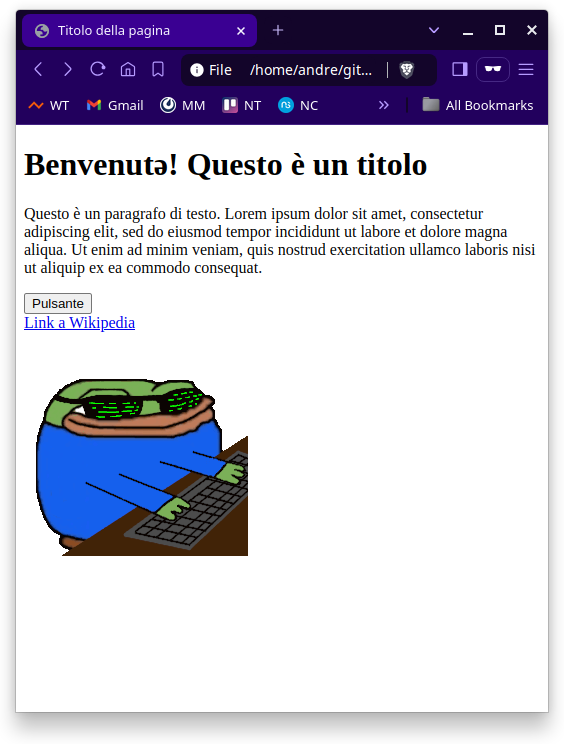 Titolo della pagina
File /home/andre/git...
WT Gmail MM NT NC All Bookmarks
Benvenutə! Questo è un titolo
Questo è un paragrafo di testo. Lorem ipsum dolor sit amet, consectetur
adipiscing elit, sed do eiusmod tempor incididunt ut labore et dolore magna
aliqua. Ut enim ad minim veniam, quis nostrud exercitation ullamco laboris nisi
ut aliquip ex ea commodo consequat.
Pulsante
Link a Wikipedia